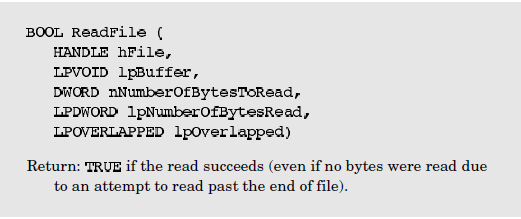 BOOL ReadFile (
HANDLE hFile,
LPVOID lpBuffer,
DWORD nNumberOfBytesToRead,
LPDWORD lpNumberOfBytesRead,
LPOVERLAPPED lpOverlapped)
Return: TRUE if the read succeeds (even if no bytes were read due
to an attempt to read past the end of file).